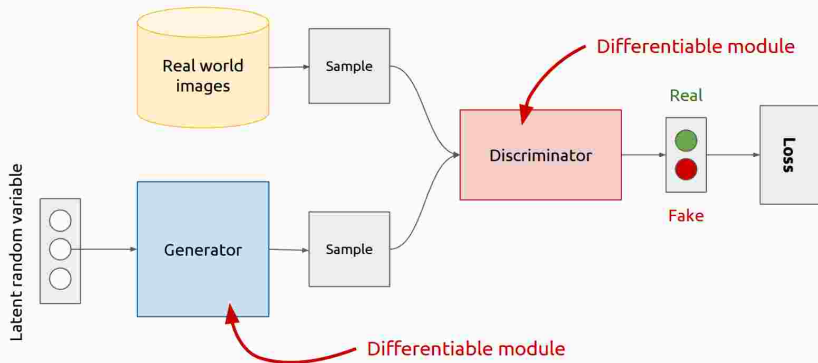 Real world
images
Sample
Differentiable module
Real
Discriminator
Loss
Fake
Latent random variable
Generator
Sample
Differentiable module